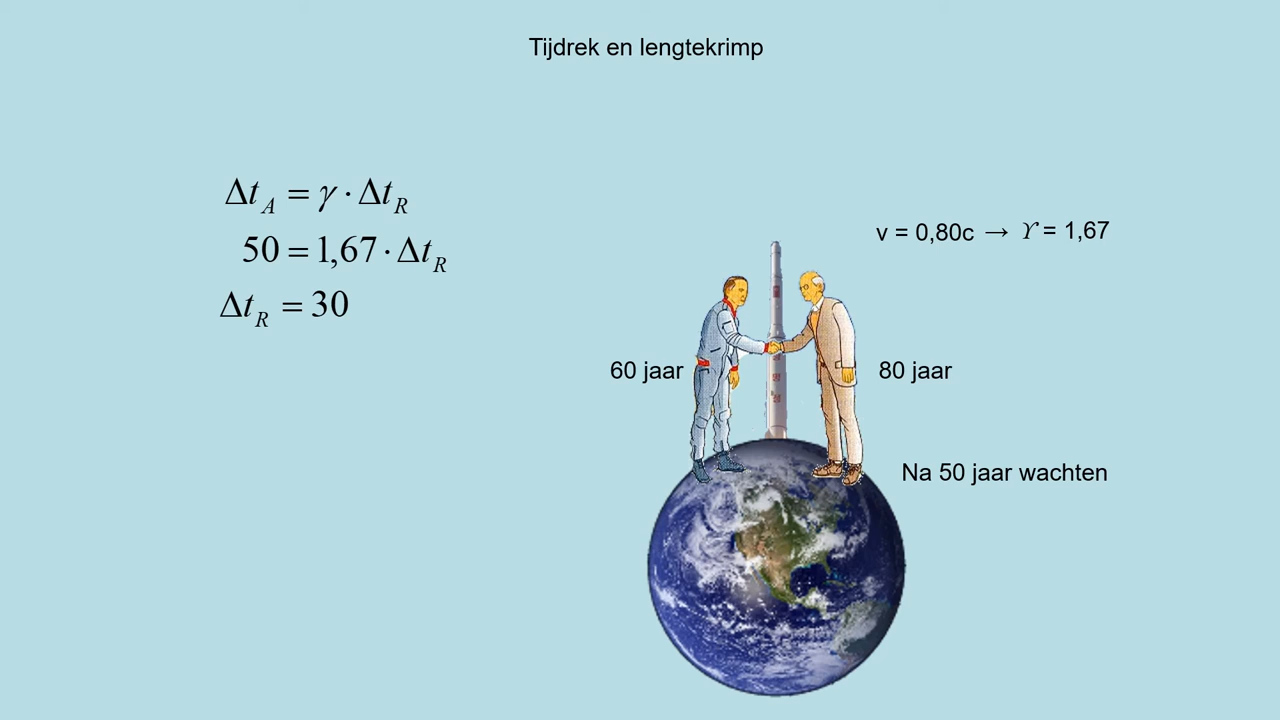 Tijdrek en lengtekrimp
Δt_A = γ · Δt_R
50 = 1,67 · Δt_R
Δt_R = 30
v = 0,80c → ϒ = 1,67
60 jaar
80 jaar
Na 50 jaar wachten